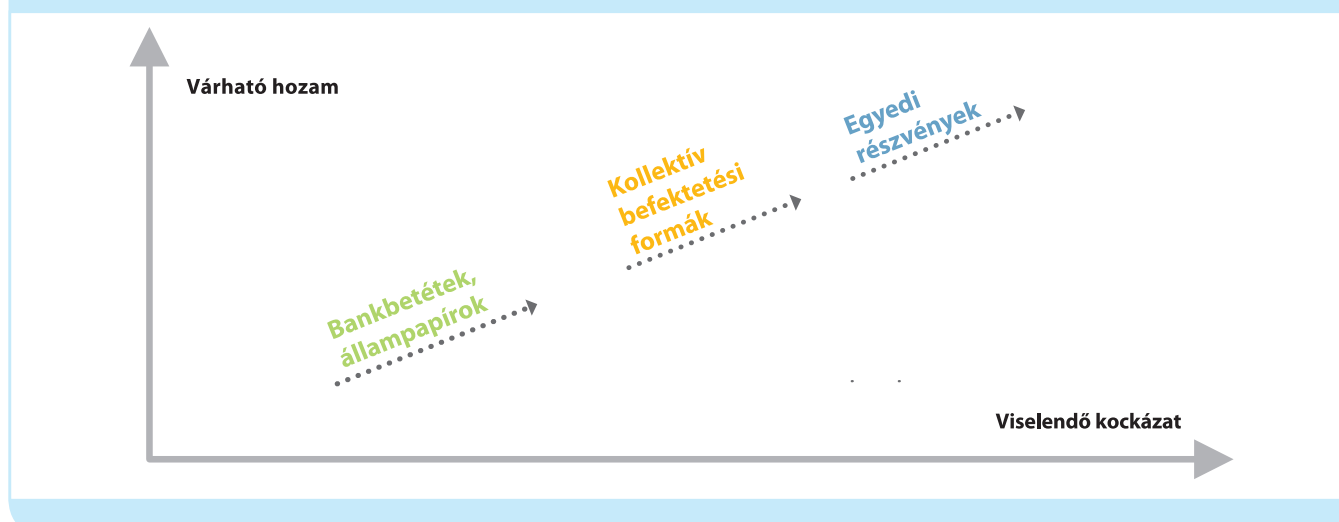 Várható hozam
Egyedi
részvények
Kollektív
befektetési
formák
Bankbetétek,
állampapírok
Viselendő kockázat